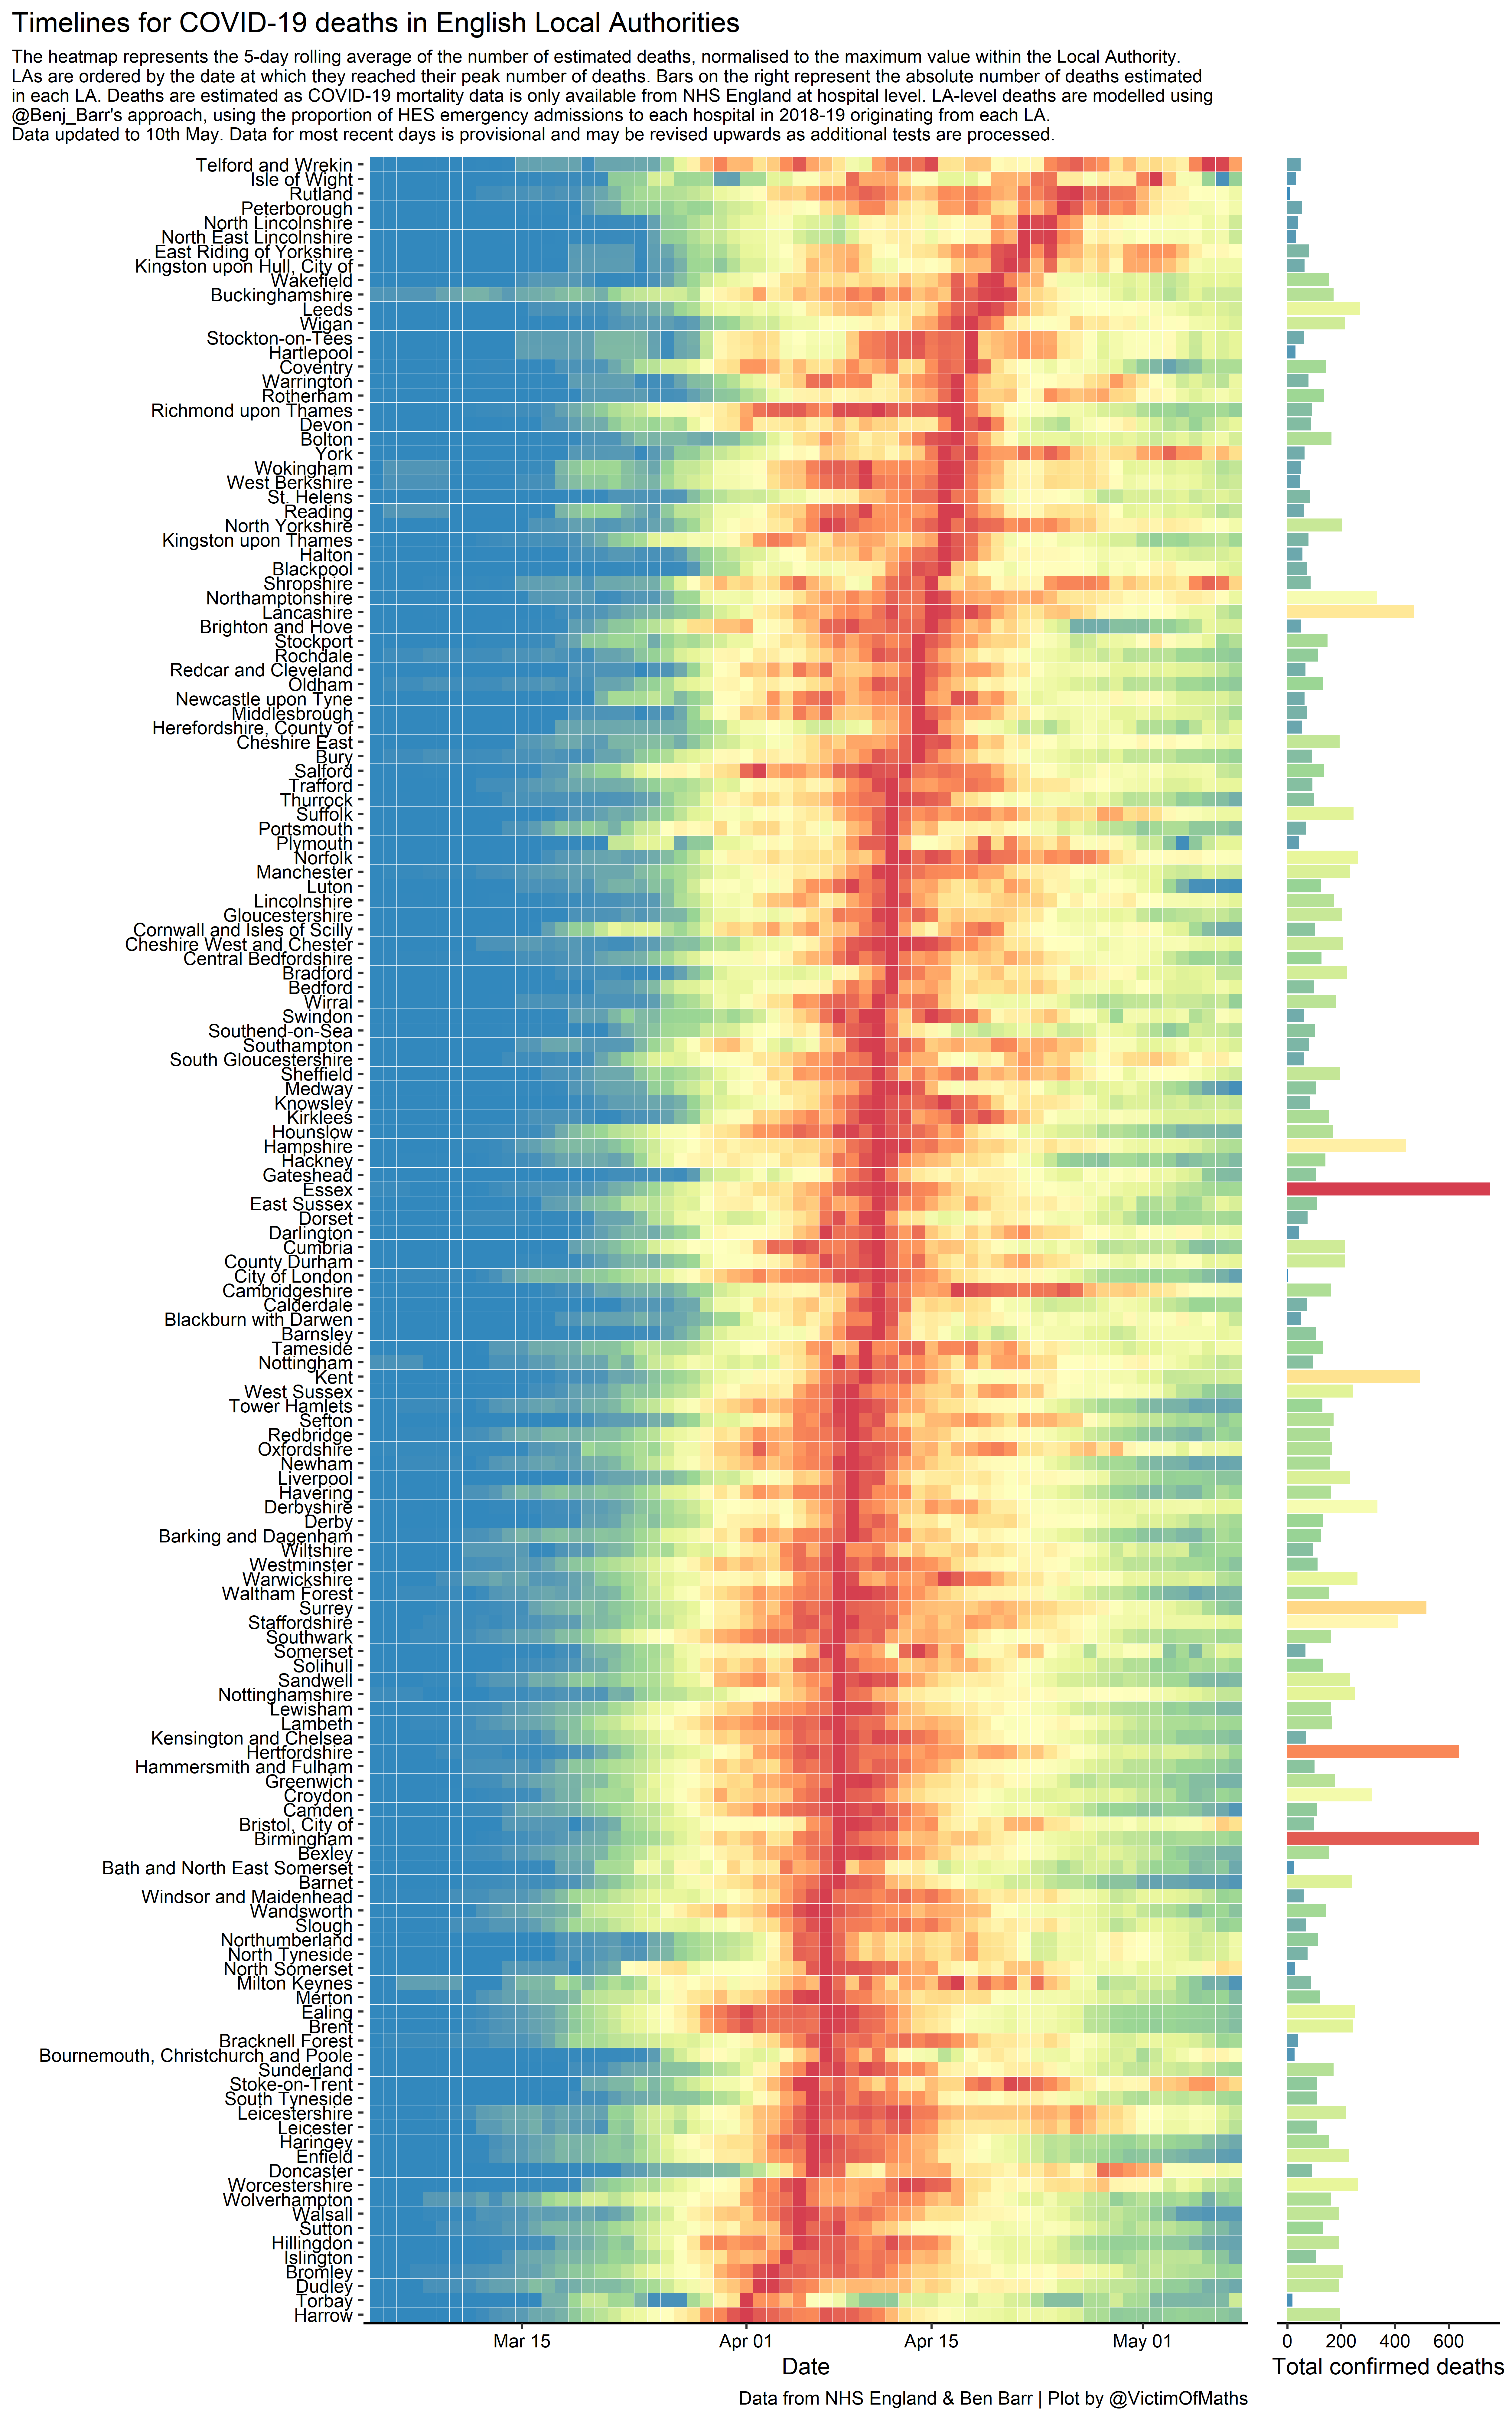 Timelines for COVID-19 deaths in English Local Authorities
The heatmap represents the 5-day rolling average of the number of estimated deaths, normalised to the maximum value within the Local Authority.
LAs are ordered by the date at which they reached their peak number of deaths. Bars on the right represent the absolute number of deaths estimated
in each LA. Deaths are estimated as COVID-19 mortality data is only available from NHS England at hospital level. LA-level deaths are modelled using
@Benj_Barr's approach, using the proportion of HES emergency admissions to each hospital in 2018-19 originating from each LA.
Data updated to 10th May. Data for most recent days is provisional and may be revised upwards as additional tests are processed.
Telford and Wrekin
Isle of Wight
Rutland
Peterborough
North Lincolnshire
North East Lincolnshire
East Riding of Yorkshire
Kingston upon Hull, City of
Wakefield
Buckinghamshire
Leeds
Wigan
Stockton-on-Tees
Hartlepool
Coventry
Warrington
Rotherham
Richmond upon Thames
Devon
Bolton
York
Wokingham
West Berkshire
St. Helens
Reading
North Yorkshire
Kingston upon Thames
Halton
Blackpool
Shropshire
Northamptonshire
Lancashire
Brighton and Hove
Stockport
Rochdale
Redcar and Cleveland
Oldham
Newcastle upon Tyne
Middlesbrough
Herefordshire, County of
Cheshire East
Bury
Salford
Trafford
Thurrock
Suffolk
Portsmouth
Plymouth
Norfolk
Manchester
Luton
Lincolnshire
Gloucestershire
Cornwall and Isles of Scilly
Cheshire West and Chester
Central Bedfordshire
Bradford
Bedford
Wirral
Swindon
Southend-on-Sea
Southampton
South Gloucestershire
Sheffield
Medway
Knowsley
Kirklees
Hounslow
Hampshire
Hackney
Gateshead
Essex
East Sussex
Dorset
Darlington
Cumbria
County Durham
City of London
Cambridgeshire
Calderdale
Blackburn with Darwen
Barnsley
Tameside
Nottingham
Kent
West Sussex
Tower Hamlets
Sefton
Redbridge
Oxfordshire
Newham
Liverpool
Havering
Derbyshire
Derby
Barking and Dagenham
Wiltshire
Westminster
Warwickshire
Waltham Forest
Surrey
Staffordshire
Southwark
Somerset
Solihull
Sandwell
Nottinghamshire
Lewisham
Lambeth
Kensington and Chelsea
Hertfordshire
Hammersmith and Fulham
Greenwich
Croydon
Camden
Bristol, City of
Birmingham
Bexley
Bath and North East Somerset
Barnet
Windsor and Maidenhead
Wandsworth
Slough
Northumberland
North Tyneside
North Somerset
Milton Keynes
Merton
Ealing
Brent
Bracknell Forest
Bournemouth, Christchurch and Poole
Sunderland
Stoke-on-Trent
South Tyneside
Leicestershire
Leicester
Haringey
Enfield
Doncaster
Worcestershire
Wolverhampton
Walsall
Sutton
Hillingdon
Islington
Bromley
Dudley
Torbay
Harrow
Mar 15 Apr 01 Apr 15 May 01
Date
0 200 400 600
Total confirmed deaths
Data from NHS England & Ben Barr | Plot by @VictimOfMaths